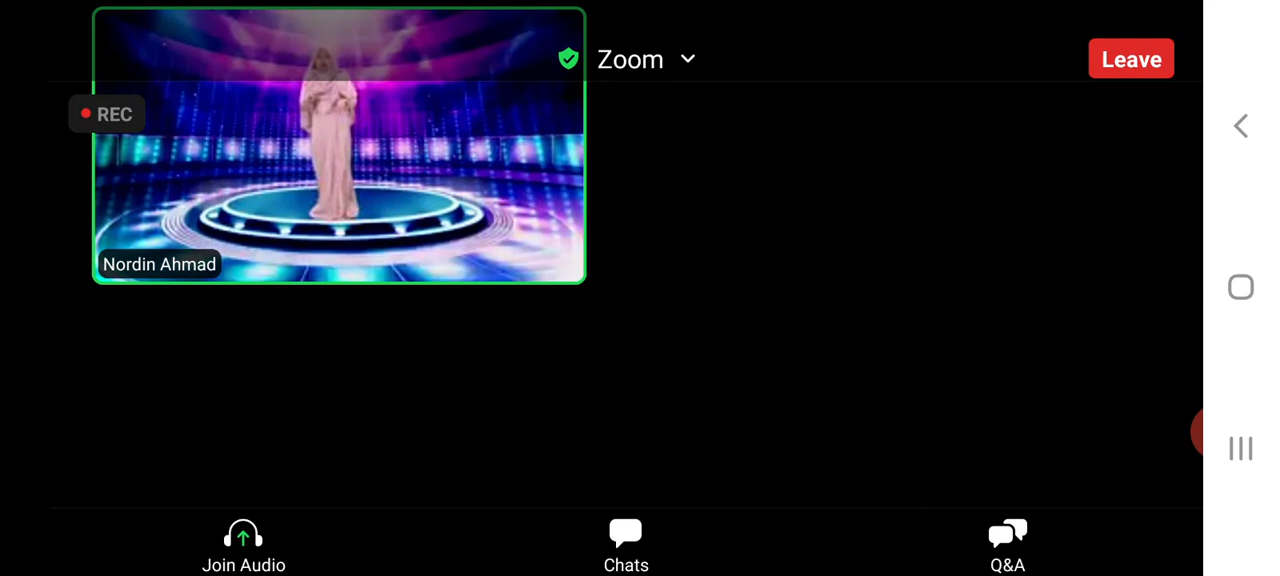 Zoom
Leave
REC
Nordin Ahmad
Join Audio
Chats
Q&A